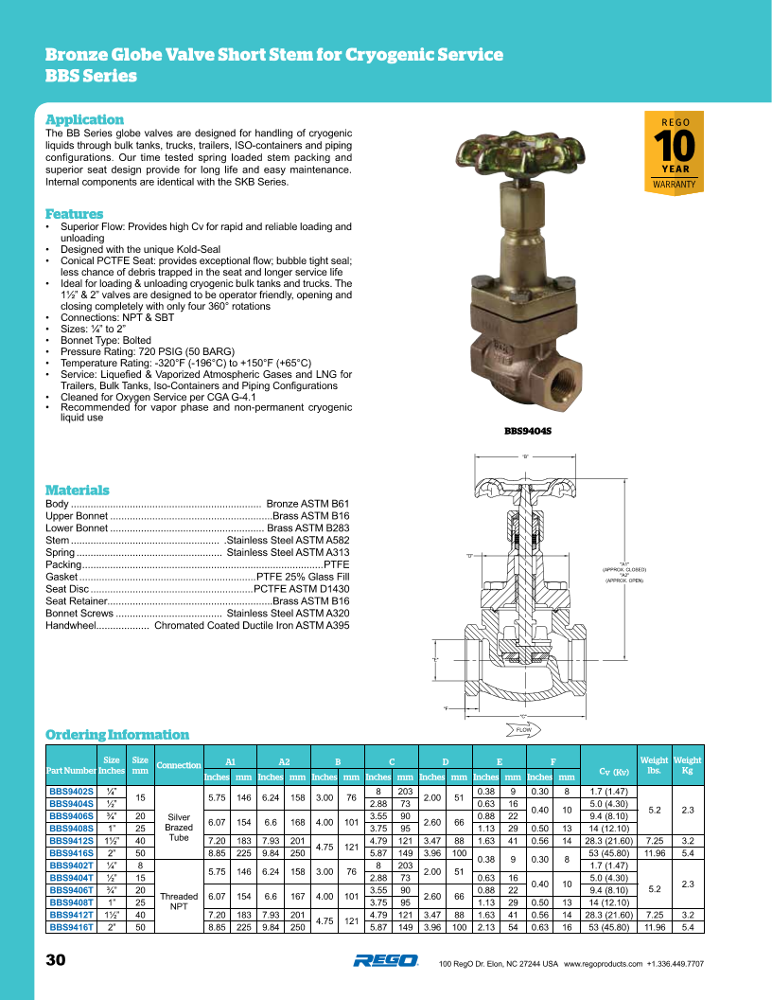 Bronze Globe Valve Short Stem for Cryogenic Service
BBS Series
Application
The BB Series globe valves are designed for handling of cryogenic
liquids through bulk tanks, trucks, trailers, ISO-containers and piping
configurations. Our time tested spring loaded stem packing and
superior seat design provide for long life and easy maintenance.
Internal components are identical with the SKB Series.
Features
• Superior Flow: Provides high Cv for rapid and reliable loading and
unloading
• Designed with the unique Kold-Seal
• Conical PCTFE Seat: provides exceptional flow; bubble tight seal;
less chance of debris trapped in the seat and longer service life
• Ideal for loading & unloading cryogenic bulk tanks and trucks. The
1½” & 2” valves are designed to be operator friendly, opening and
closing completely with only four 360° rotations
• Connections: NPT & SBT
• Sizes: ¼” to 2”
• Bonnet Type: Bolted
• Pressure Rating: 720 PSIG (50 BARG)
• Temperature Rating: -320°F (-196°C) to +150°F (+65°C)
• Service: Liquefied & Vaporized Atmospheric Gases and LNG for
Trailers, Bulk Tanks, Iso-Containers and Piping Configurations
• Cleaned for Oxygen Service per CGA G-4.1
• Recommended for vapor phase and non-permanent cryogenic
liquid use
REGO
10
YEAR
WARRANTY
BBS9404S
Materials
Body .................................................................... Bronze ASTM B61
Upper Bonnet ..........................................................Brass ASTM B16
Lower Bonnet ....................................................... Brass ASTM B283
Stem ..................................................... .Stainless Steel ASTM A582
Spring .................................................... Stainless Steel ASTM A313
Packing......................................................................................PTFE
Gasket ...............................................................PTFE 25% Glass Fill
Seat Disc ..........................................................PCTFE ASTM D1430
Seat Retainer...........................................................Brass ASTM B16
Bonnet Screws ...................................... Stainless Steel ASTM A320
Handwheel................... Chromated Coated Ductile Iron ASTM A395
"B"
"D"
"A1"
(APPROX. CLOSED)
"A2"
(APPROX. OPEN)
"E"
"F"
"C"
FLOW
Ordering Information
Part Number Size Inches Size mm Connection A1 A2 B C D E F Cv (Kv) Weight lbs. Weight Kg
Inches mm Inches mm Inches mm Inches mm Inches mm Inches mm Inches mm
BBS9402S ¼” 15 Silver Brazed Tube 5.75 146 6.24 158 3.00 76 8 203 2.00 51 0.38 9 0.30 8 1.7 (1.47) 5.2 2.3
BBS9404S ½” 2.88 73 0.63 16 0.40 10 5.0 (4.30)
BBS9406S ¾” 20 6.07 154 6.6 168 4.00 101 3.55 90 2.60 66 0.88 22 9.4 (8.10)
BBS9408S 1” 25 3.75 95 1.13 29 0.50 13 14 (12.10)
BBS9412S 1½” 40 7.20 183 7.93 201 4.75 121 4.79 121 3.47 88 1.63 41 0.56 14 28.3 (21.60) 7.25 3.2
BBS9416S 2” 50 8.85 225 9.84 250 5.87 149 3.96 100 0.38 9 0.30 8 53 (45.80) 11.96 5.4
BBS9402T ¼” 8 Threaded NPT 5.75 146 6.24 158 3.00 76 8 203 2.00 51 1.7 (1.47) 5.2 2.3
BBS9404T ½” 15 2.88 73 0.63 16 0.40 10 5.0 (4.30)
BBS9406T ¾” 20 6.07 154 6.6 167 4.00 101 3.55 90 2.60 66 0.88 22 9.4 (8.10)
BBS9408T 1” 25 3.75 95 1.13 29 0.50 13 14 (12.10)
BBS9412T 1½” 40 7.20 183 7.93 201 4.75 121 4.79 121 3.47 88 1.63 41 0.56 14 28.3 (21.60) 7.25 3.2
BBS9416T 2” 50 8.85 225 9.84 250 5.87 149 3.96 100 2.13 54 0.63 16 53 (45.80) 11.96 5.4
30
REGO
100 RegO Dr. Elon, NC 27244 USA www.regoproducts.com +1.336.449.7707